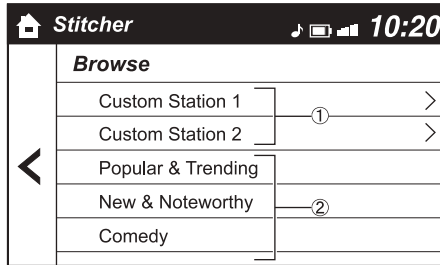 Stitcher 10:20
Browse
Custom Station 1
①
Custom Station 2
Popular & Trending
New & Noteworthy
②
Comedy